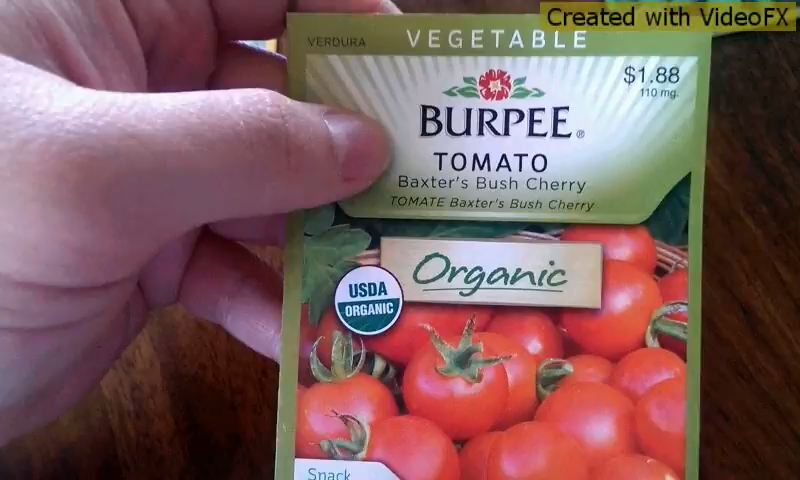 Created with VideoFX
VERDURA
VEGETABLE
$1.88
110 mg.
BURPEE®
TOMATO
Baxter's Bush Cherry
TOMATE Baxter's Bush Cherry
Organic
USDA
ORGANIC
Snack